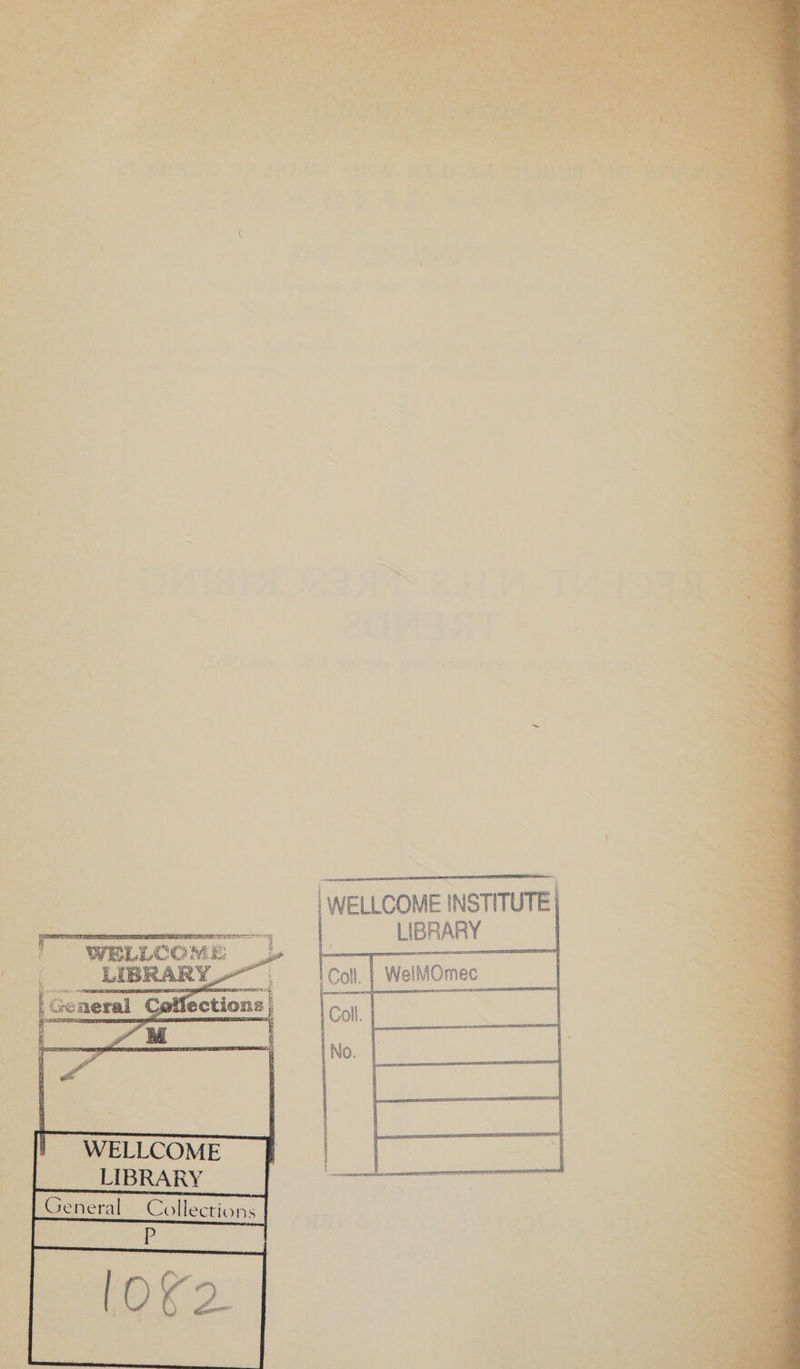 WELLCOME
LIBRARY
General Collections
M
WELLCOME
LIBRARY
General Collections
P
1082
WELLCOME INSTITUTE
LIBRARY
Coll. WelMOmec
Coll.
No.